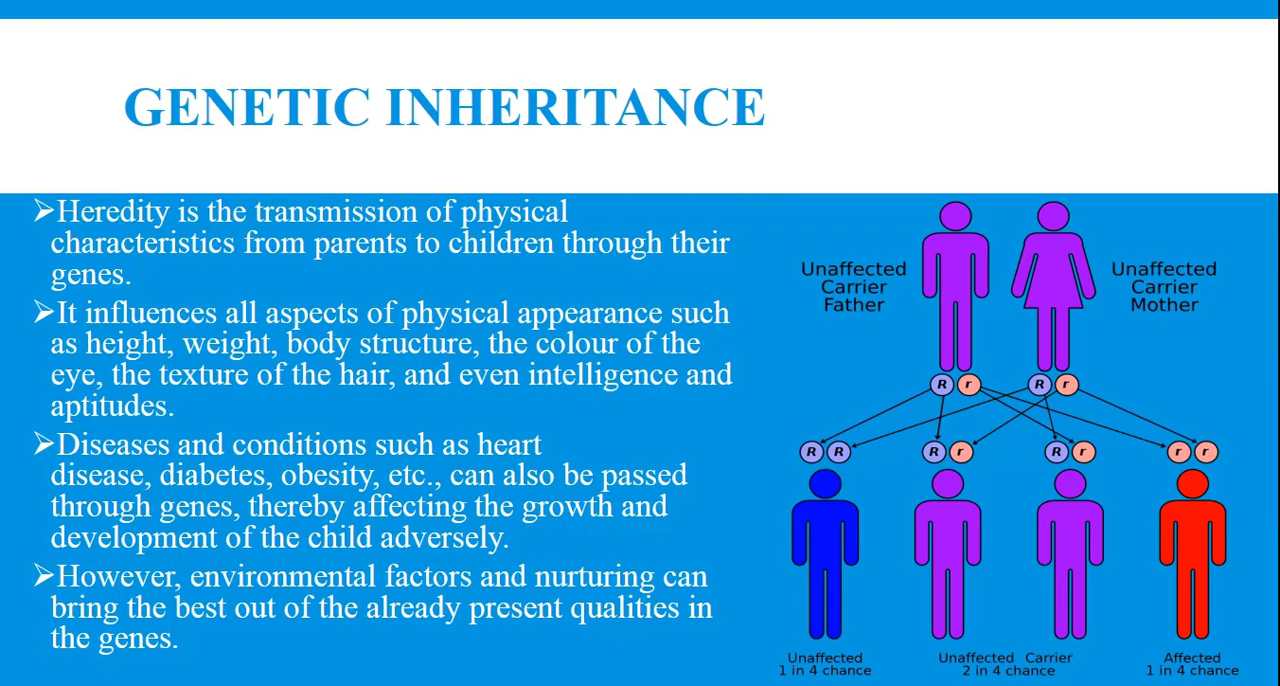 GENETIC INHERITANCE
➢Heredity is the transmission of physical
characteristics from parents to children through their
genes.
➢It influences all aspects of physical appearance such
as height, weight, body structure, the colour of the
eye, the texture of the hair, and even intelligence and
aptitudes.
➢Diseases and conditions such as heart
disease, diabetes, obesity, etc., can also be passed
through genes, thereby affecting the growth and
development of the child adversely.
➢However, environmental factors and nurturing can
bring the best out of the already present qualities in
the genes.
Unaffected
Carrier
Father
Unaffected
Carrier
Mother
R r R r
R R R r R r r r
Unaffected
1 in 4 chance
Unaffected Carrier
2 in 4 chance
Affected
1 in 4 chance